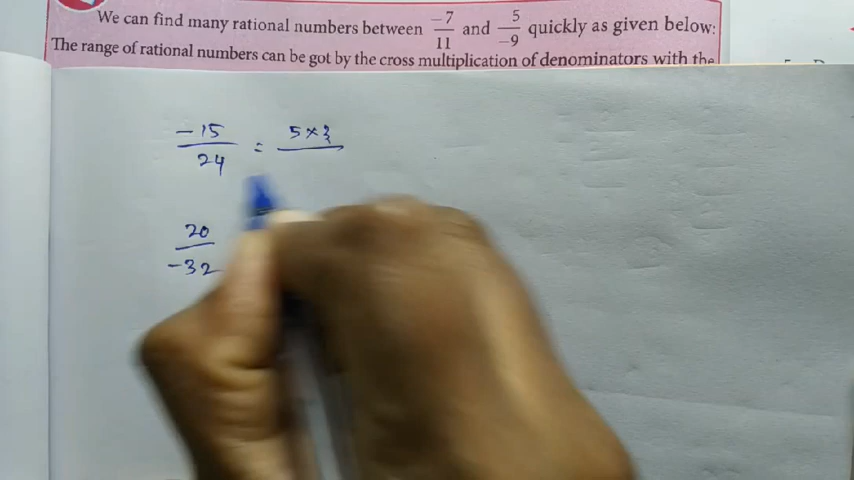 We can find many rational numbers between -7/11 and 5/-9 quickly as given below:
The range of rational numbers can be got by the cross multiplication of denominators with the
-15/24 = 5×3/
20/-32